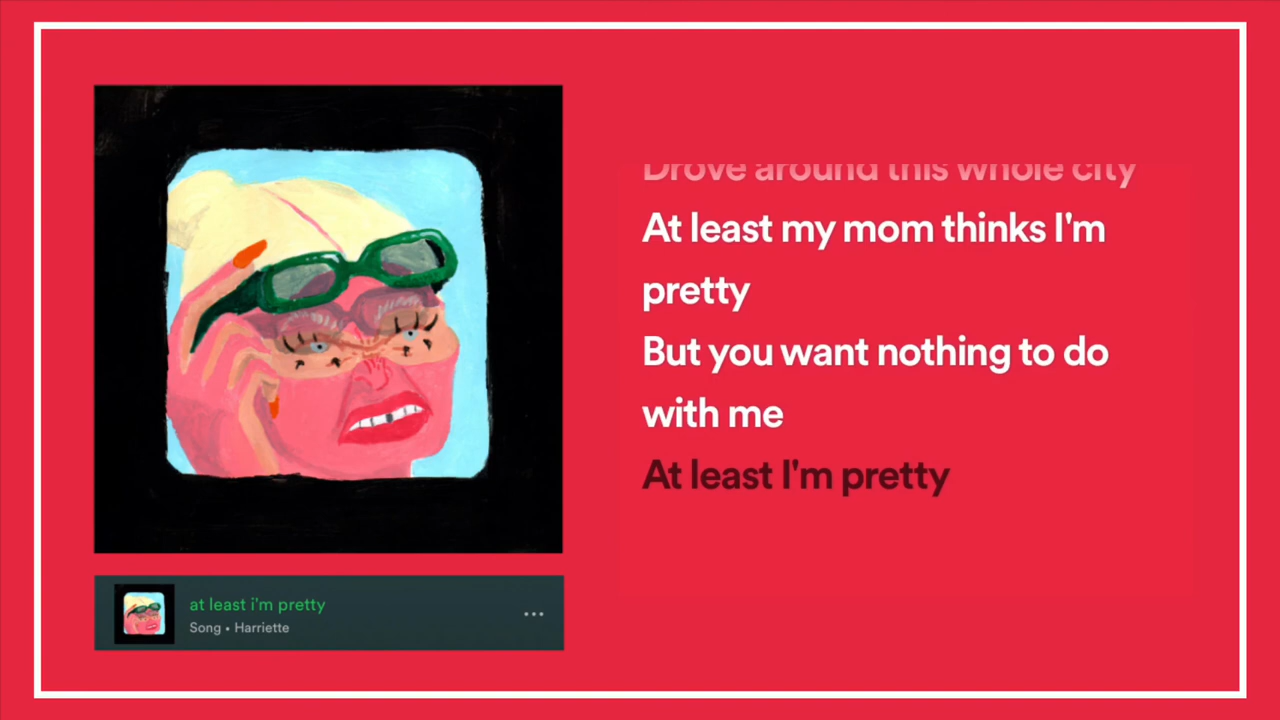 Drove around this whole city
At least my mom thinks I'm
pretty
But you want nothing to do
with me
At least I'm pretty
at least i'm pretty
Song • Harriette